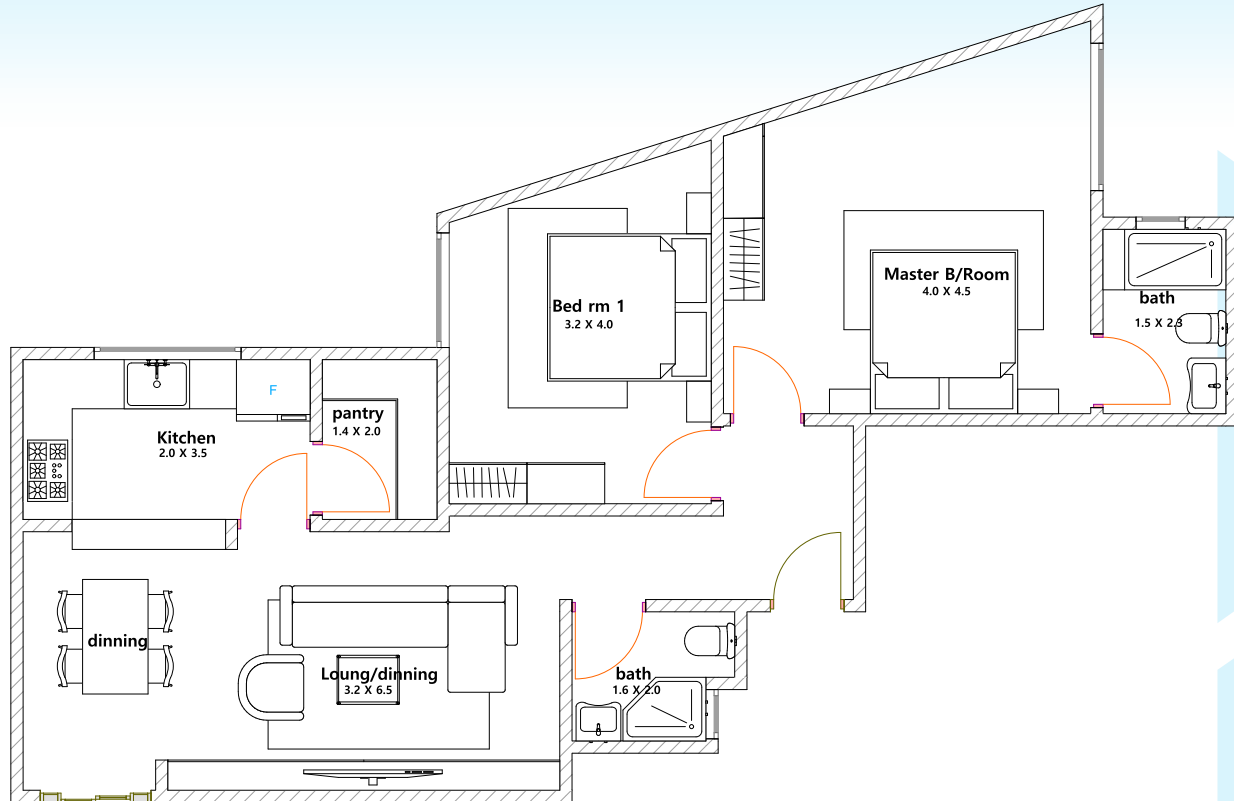 Master B/Room
4.0 X 4.5
bath
1.5 X 2.3
Bed rm 1
3.2 X 4.0
F
pantry
1.4 X 2.0
Kitchen
2.0 X 3.5
dinning
Loung/dinning
3.2 X 6.5
bath
1.6 X 2.0